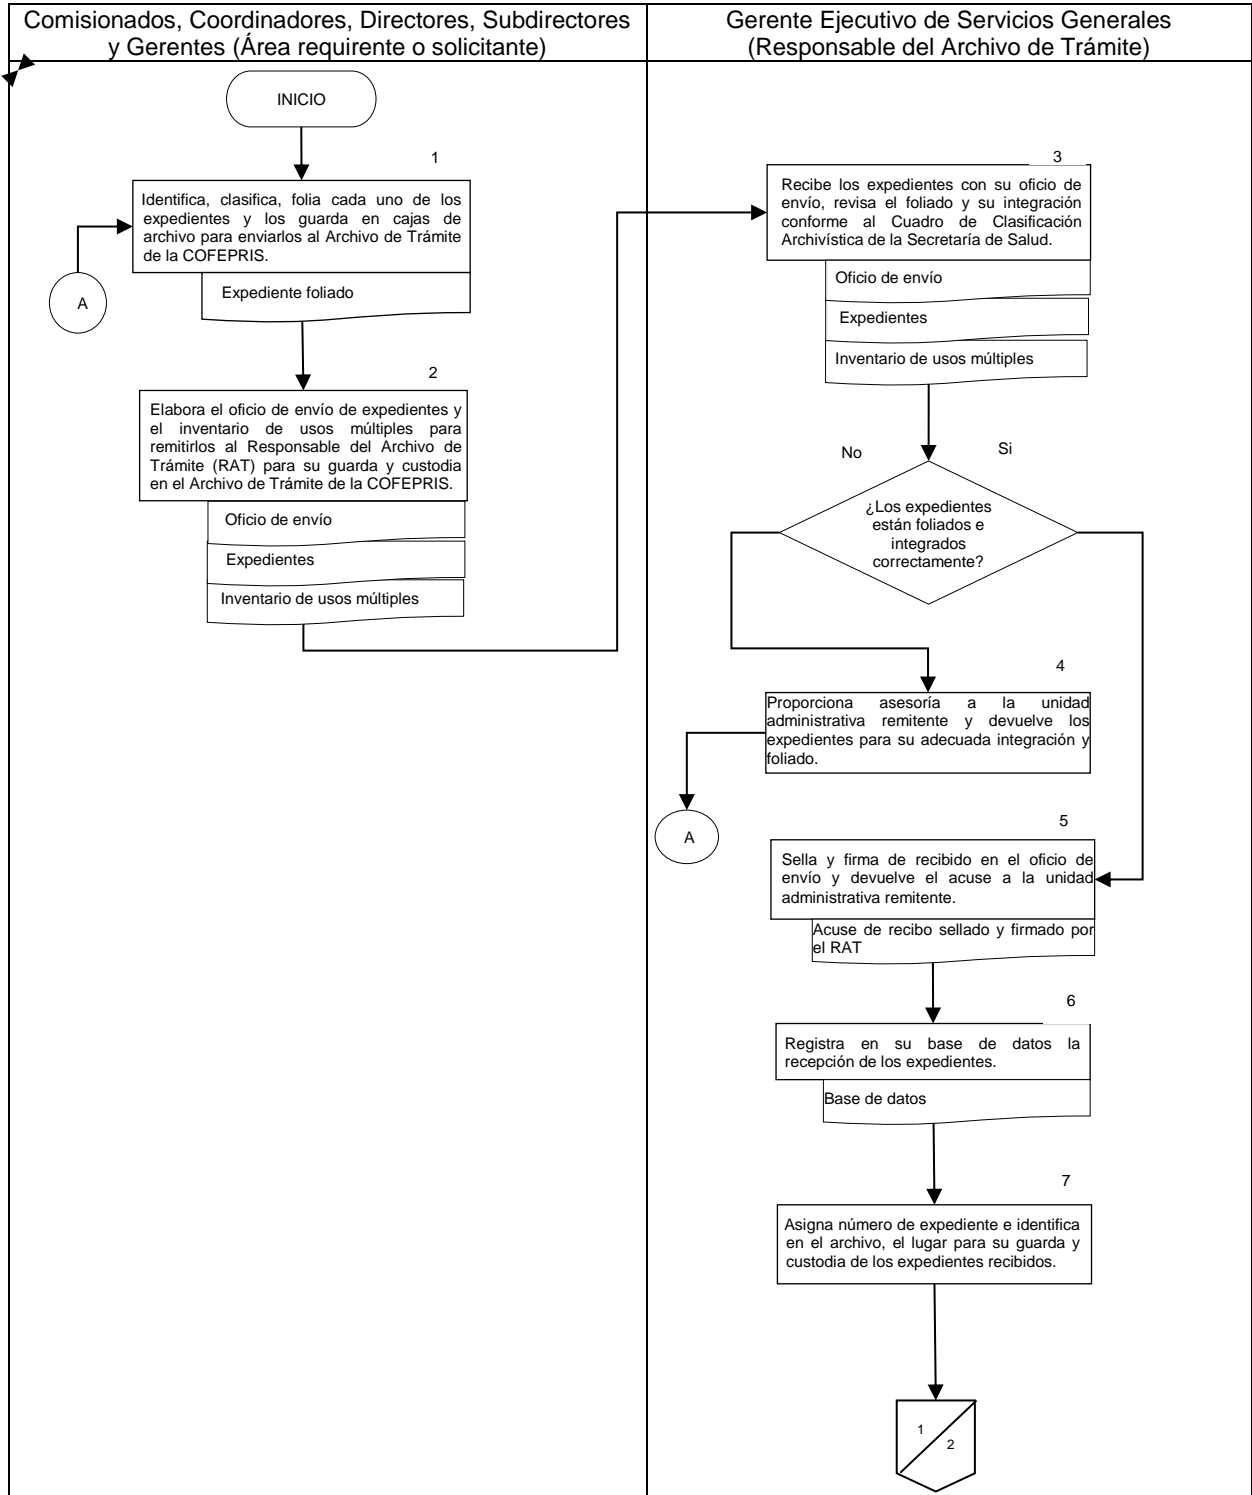 Comisionados, Coordinadores, Directores, Subdirectores
y Gerentes (Área requirente o solicitante)
Gerente Ejecutivo de Servicios Generales
(Responsable del Archivo de Trámite)
INICIO
1
Identifica, clasifica, folia cada uno de los
expedientes y los guarda en cajas de
archivo para enviarlos al Archivo de Trámite
de la COFEPRIS.
Expediente foliado
A
2
Elabora el oficio de envío de expedientes y
el inventario de usos múltiples para
remitirlos al Responsable del Archivo de
Trámite (RAT) para su guarda y custodia
en el Archivo de Trámite de la COFEPRIS.
Oficio de envío
Expedientes
Inventario de usos múltiples
3
Recibe los expedientes con su oficio de
envío, revisa el foliado y su integración
conforme al Cuadro de Clasificación
Archivística de la Secretaría de Salud.
Oficio de envío
Expedientes
Inventario de usos múltiples
No
Si
¿Los expedientes
están foliados e
integrados
correctamente?
4
Proporciona asesoría a la unidad
administrativa remitente y devuelve los
expedientes para su adecuada integración y
foliado.
A
5
Sella y firma de recibido en el oficio de
envío y devuelve el acuse a la unidad
administrativa remitente.
Acuse de recibo sellado y firmado por
el RAT
6
Registra en su base de datos la
recepción de los expedientes.
Base de datos
7
Asigna número de expediente e identifica
en el archivo, el lugar para su guarda y
custodia de los expedientes recibidos.
1
2